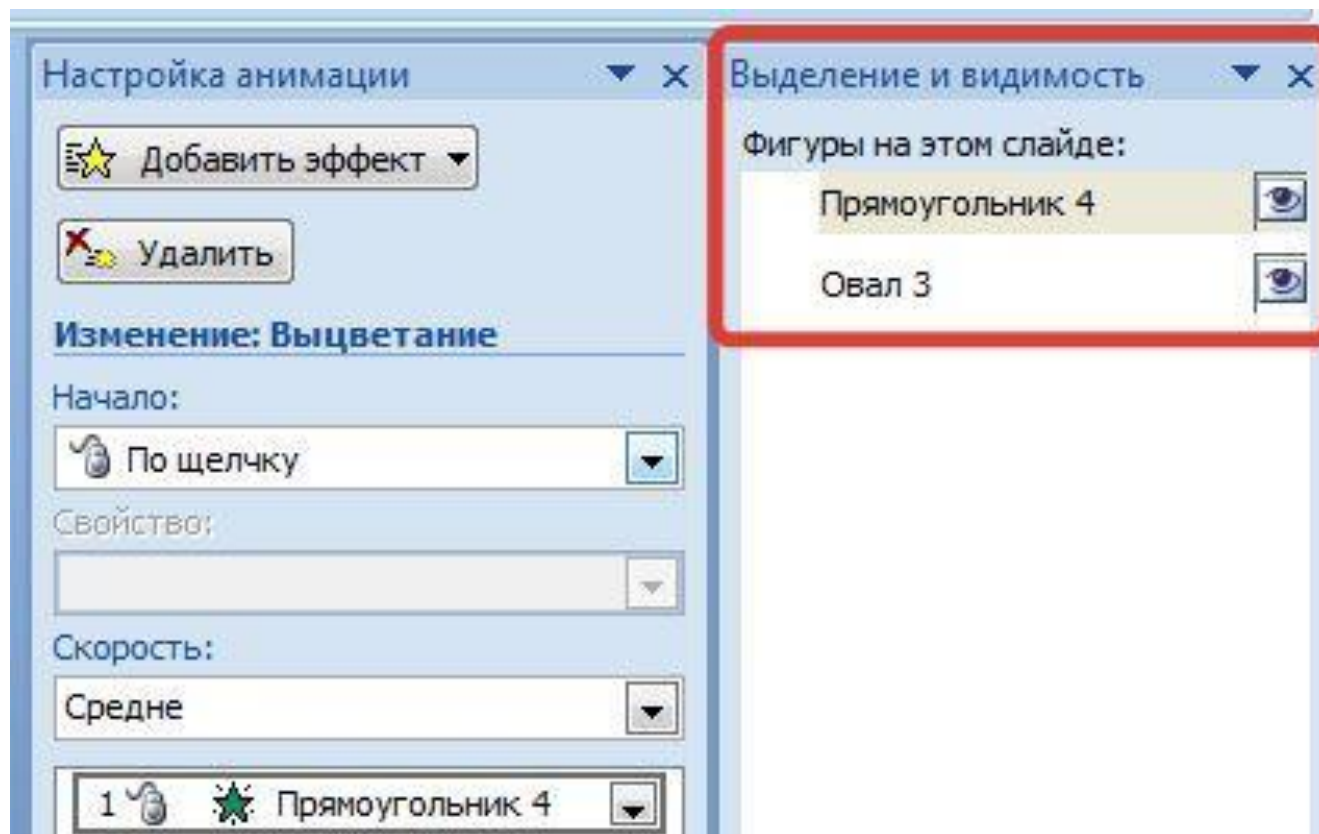 Настройка анимации
Добавить эффект
Удалить
Изменение: Выцветание
Начало:
По щелчку
Свойство:
Скорость:
Средне
1 Прямоугольник 4
Выделение и видимость
Фигуры на этом слайде:
Прямоугольник 4
Овал 3